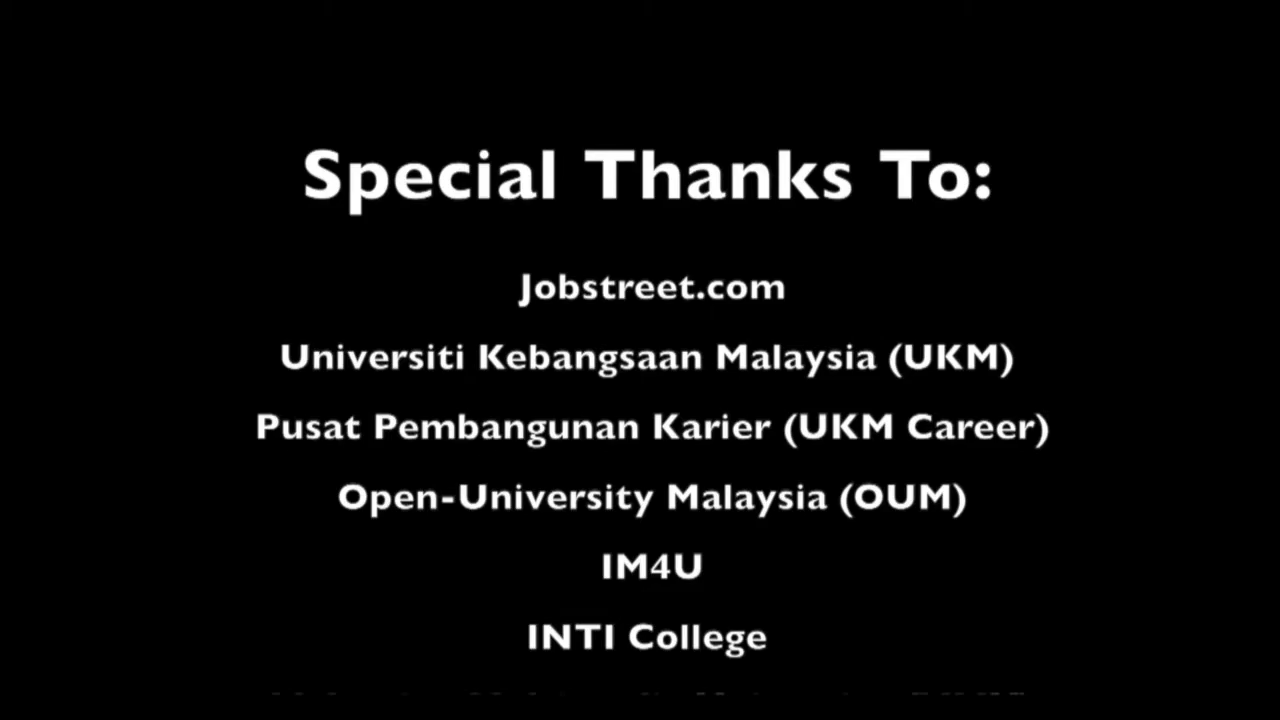 Special Thanks To:
Jobstreet.com
Universiti Kebangsaan Malaysia (UKM)
Pusat Pembangunan Karier (UKM Career)
Open-University Malaysia (OUM)
IM4U
INTI College